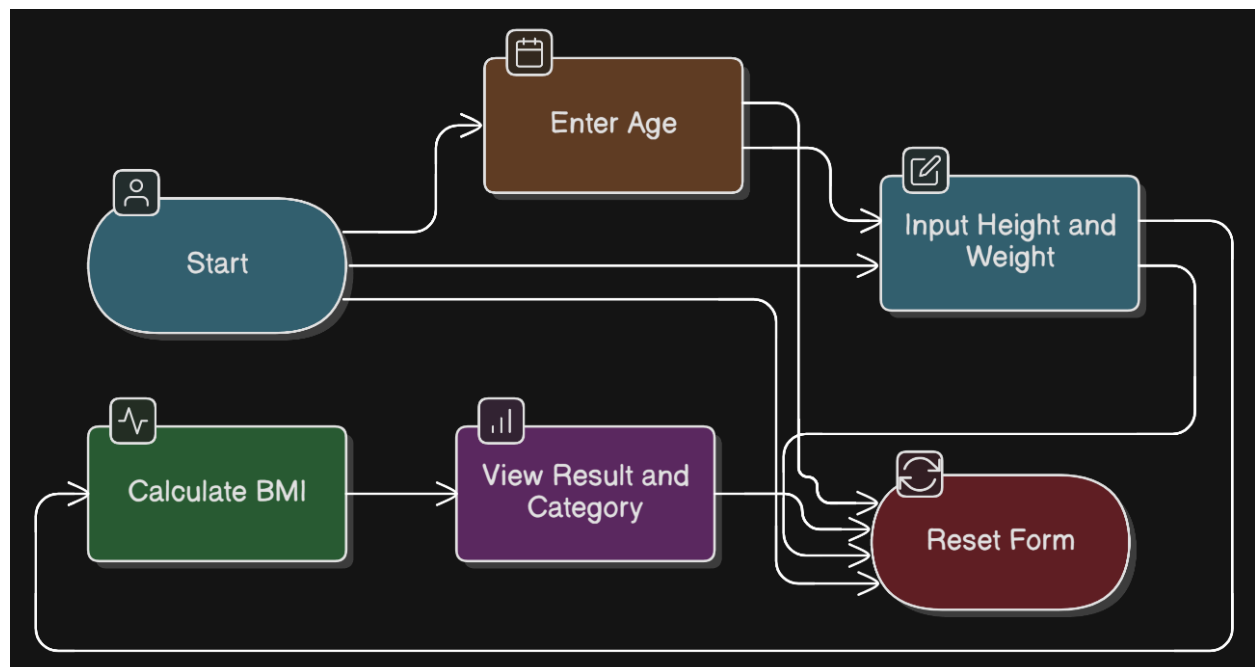 Enter Age
Start
Input Height and
Weight
Calculate BMI
View Result and
Category
Reset Form